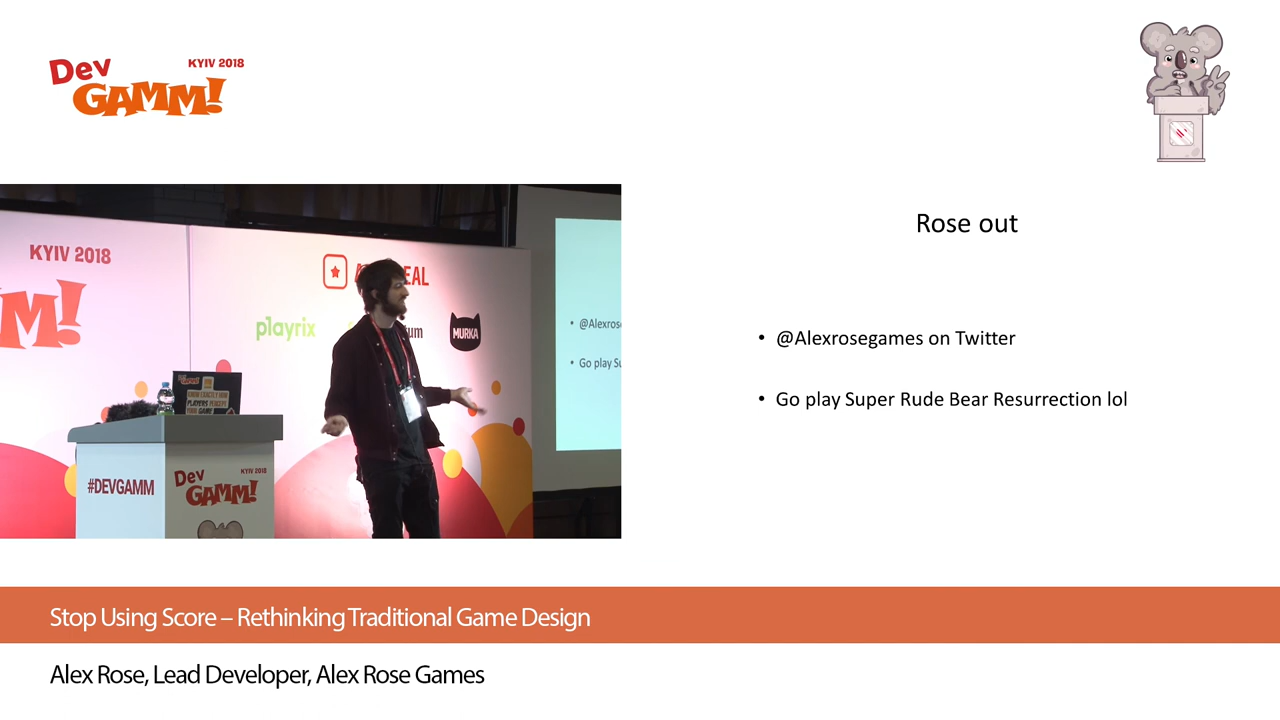 Dev
GAMM!
KYIV 2018
Rose out
• @Alexrosegames on Twitter
• Go play Super Rude Bear Resurrection lol
KYIV 2018
M!
playrix
MURKA
• @Alexros
• Go play Su
#DEVGAMM
Dev
GAMM!
KYIV 2018
Stop Using Score – Rethinking Traditional Game Design
Alex Rose, Lead Developer, Alex Rose Games